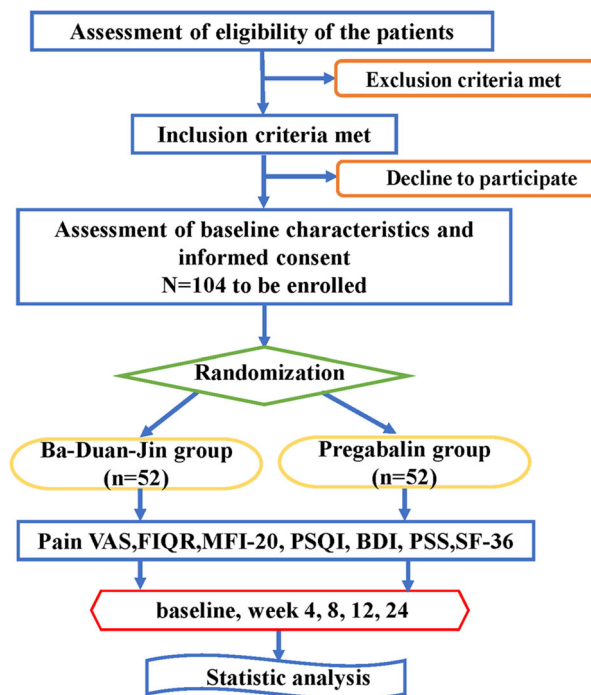 Assessment of eligibility of the patients
Exclusion criteria met
Inclusion criteria met
Decline to participate
Assessment of baseline characteristics and
informed consent
N=104 to be enrolled
Randomization
Ba-Duan-Jin group
(n=52)
Pregabalin group
(n=52)
Pain VAS,FIQR,MFI-20, PSQI, BDI, PSS,SF-36
baseline, week 4, 8, 12, 24
Statistic analysis